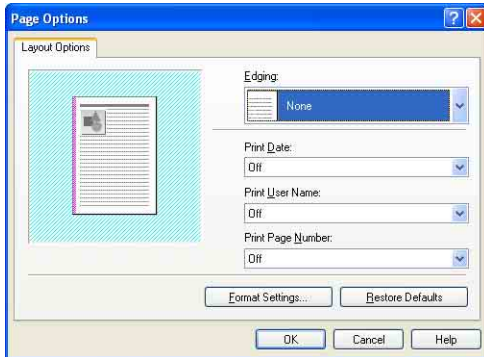 Page Options
Layout Options
Edging:
None
Print Date:
Off
Print User Name:
Off
Print Page Number:
Off
Format Settings... Restore Defaults
OK Cancel Help